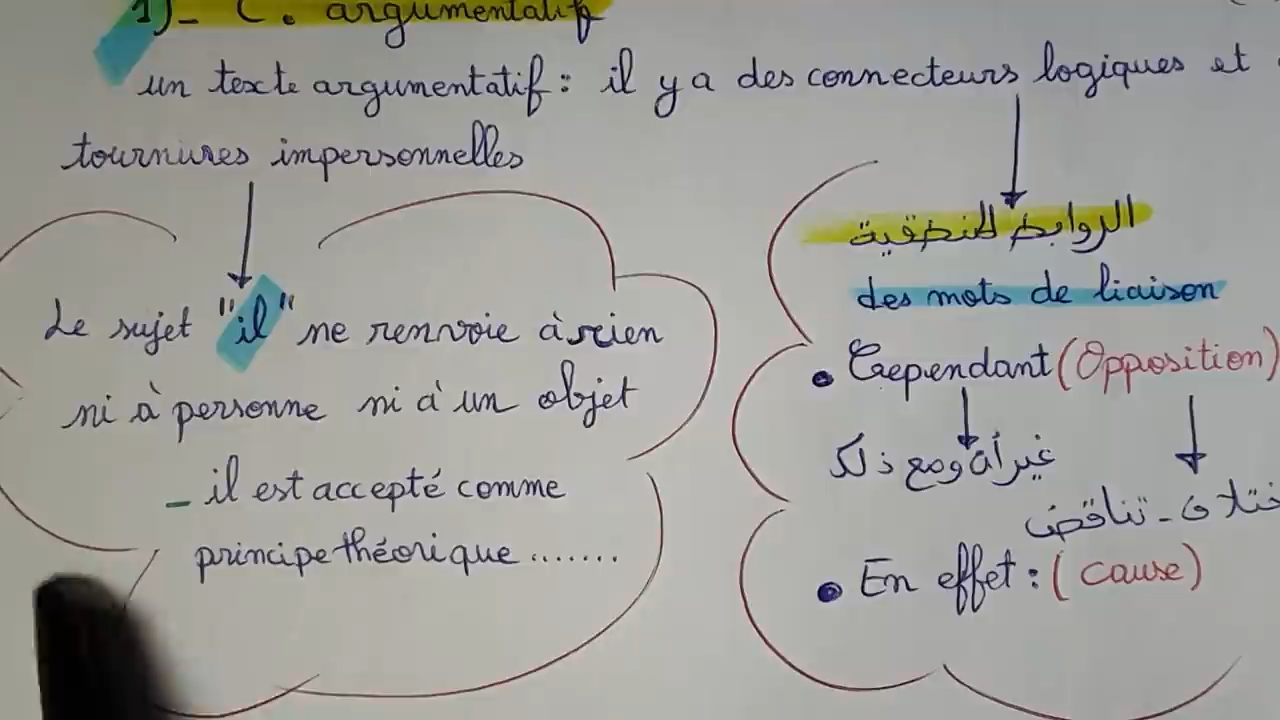 1)_ C. argumentatif
un texte argumentatif : il y a des connecteurs logiques et
tournures impersonnelles
Le sujet "il" ne renvoie à rien
ni à personne ni à un objet
_ il est accepté comme
principe théorique .......
الروابط المنطقية
des mots de liaison
• Cependant (Opposition)
غير أن ومع ذلك
ختلاف - تناقض
• En effet : (cause)